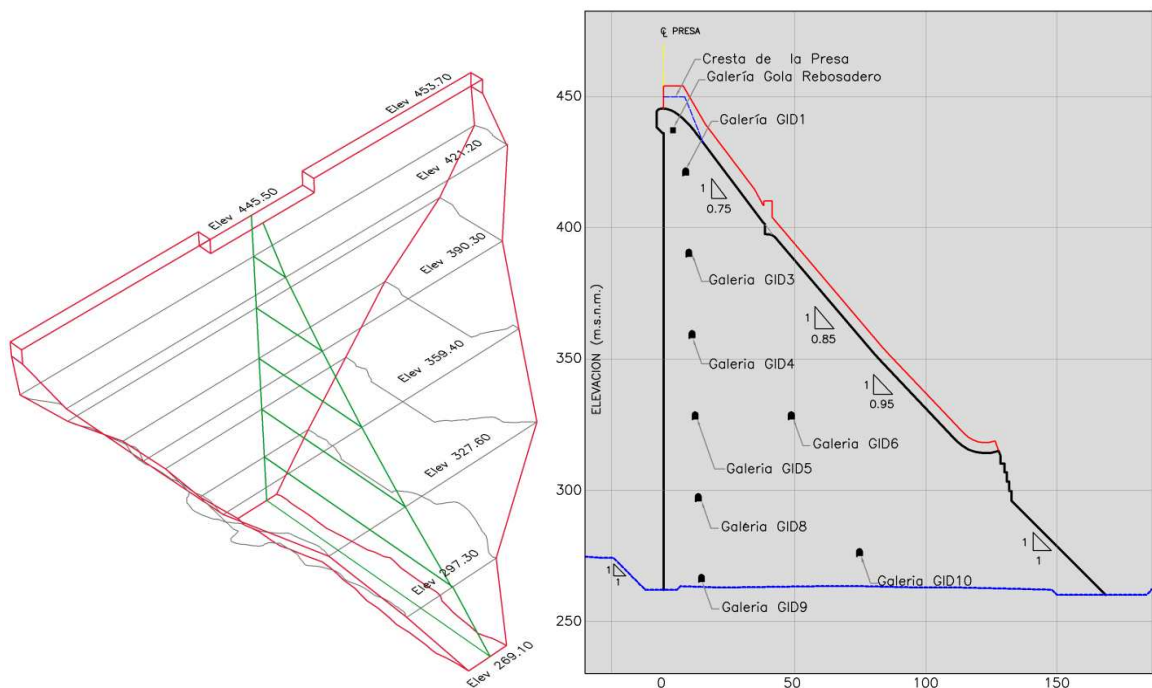 Elev 453.70
Elev 421.20
Elev 445.50
Elev 390.30
Elev 359.40
Elev 327.60
Elev 297.30
Elev 269.10
℄ PRESA
Cresta de la Presa
Galería Gola Rebosadero
450
Galería GID1
1
0.75
400
Galeria GID3
ELEVACION (m.s.n.m.)
1
0.85
350
Galeria GID4
1
0.95
Galeria GID6
Galeria GID5
300
Galeria GID8
1
1
1
1
Galeria GID10
Galeria GID9
250
0
50
100
150